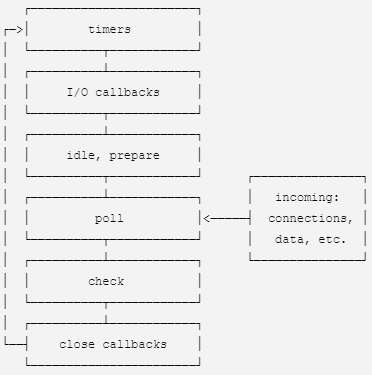 timers
I/O callbacks
idle, prepare
poll
incoming:
connections,
data, etc.
check
close callbacks